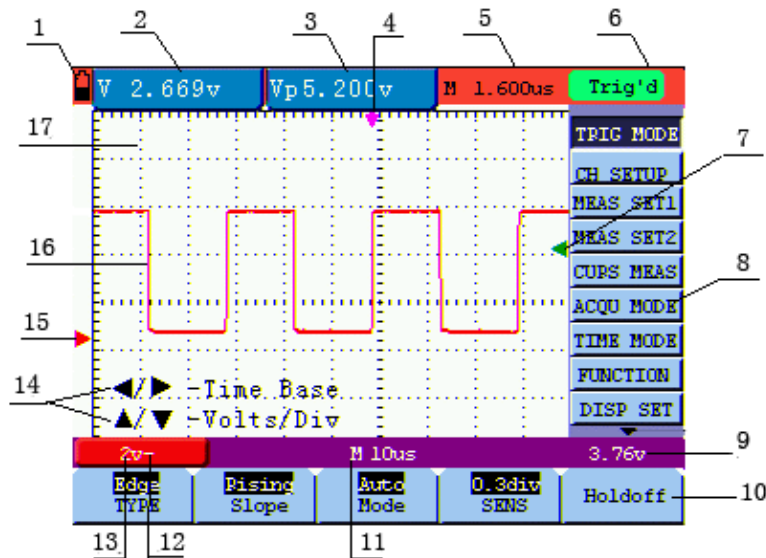 1 2 3 4 5 6
V 2.669v Vp5.200v M 1.600us Trig'd
17
TRIG MODE
7
CH SETUP
MEAS SET1
MEAS SET2
16
CURS MEAS
8
ACQU MODE
15
TIME MODE
FUNCTION
14
◀/▶ -Time Base
DISP SET
▲/▼ -Volts/Div
2v- M 10us 3.76v
9
Edge Rising Auto 0.3div
TYPE Slope Mode SENS Holdoff
10
13 12 11